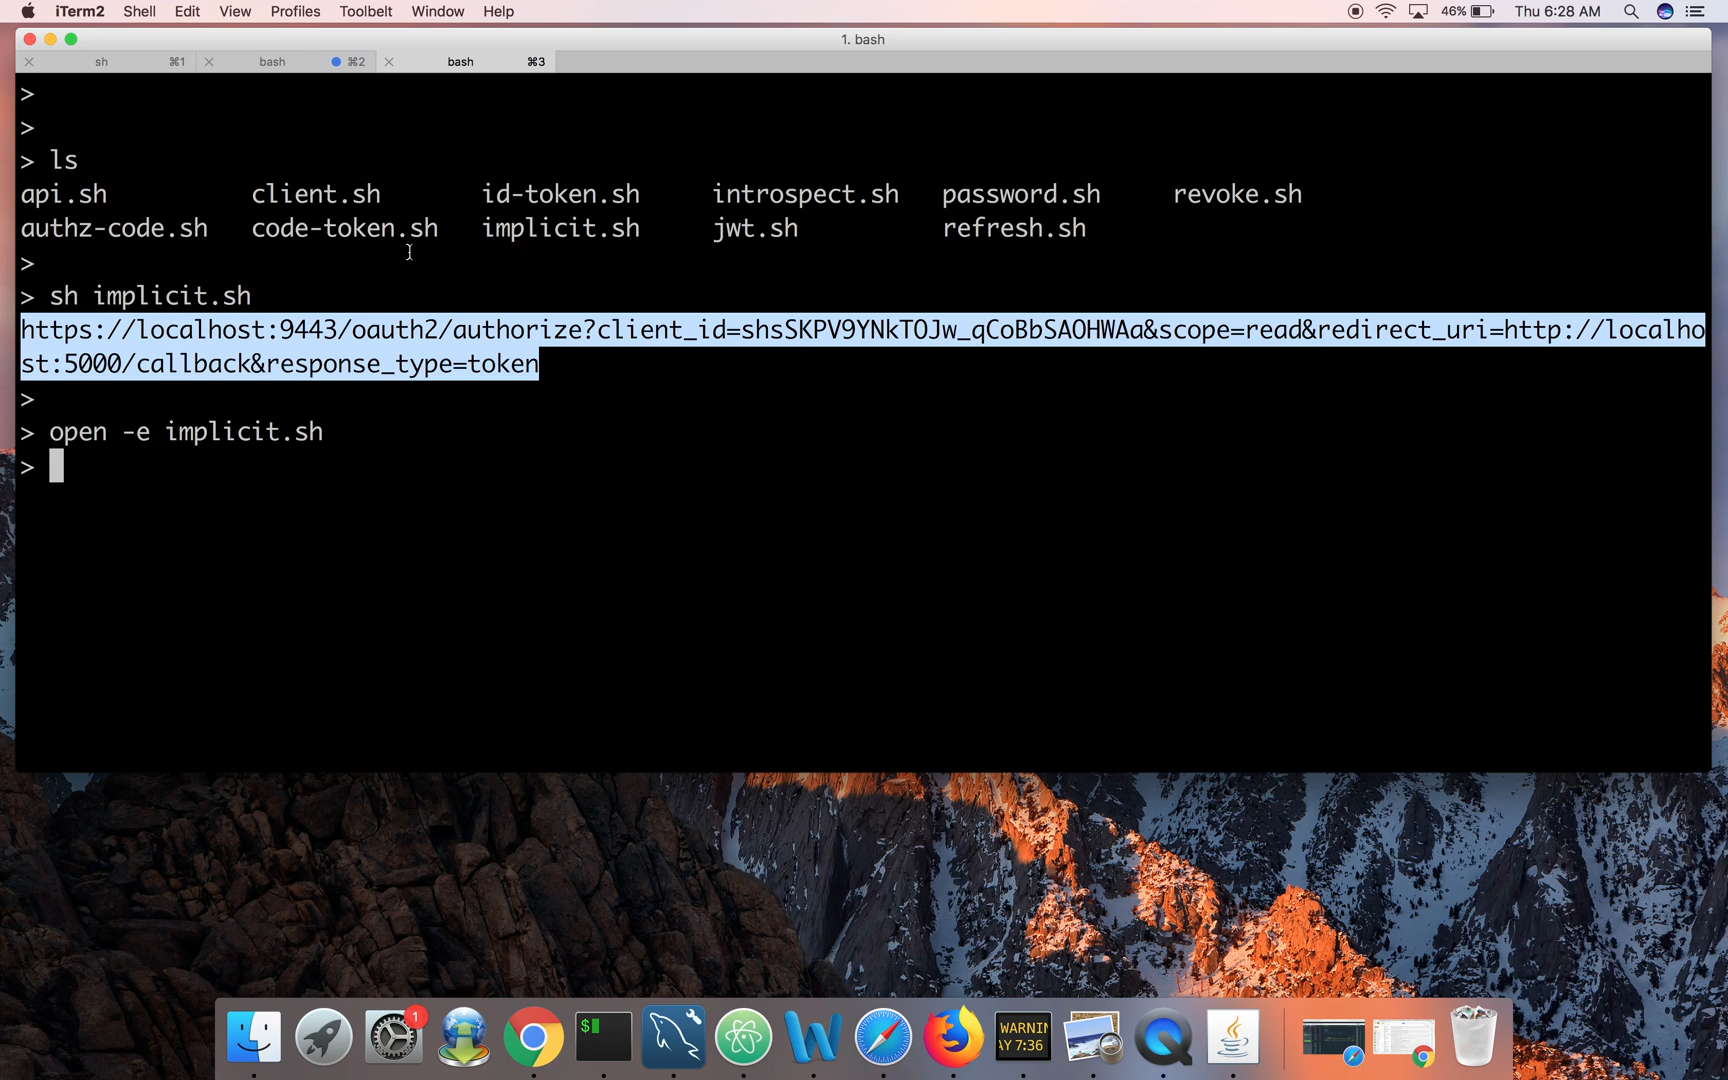 iTerm2 Shell Edit View Profiles Toolbelt Window Help 46% Thu 6:28 AM
1. bash
sh ⌘1 bash ⌘2 bash ⌘3
>
>
> ls
api.sh client.sh id-token.sh introspect.sh password.sh revoke.sh
authz-code.sh code-token.sh implicit.sh jwt.sh refresh.sh
>
> sh implicit.sh
https://localhost:9443/oauth2/authorize?client_id=shsSKPV9YNkTOJw_qCoBbSAOHWAa&scope=read&redirect_uri=http://localho
st:5000/callback&response_type=token
>
> open -e implicit.sh
>
1
$
WARNIN
AY 7:36